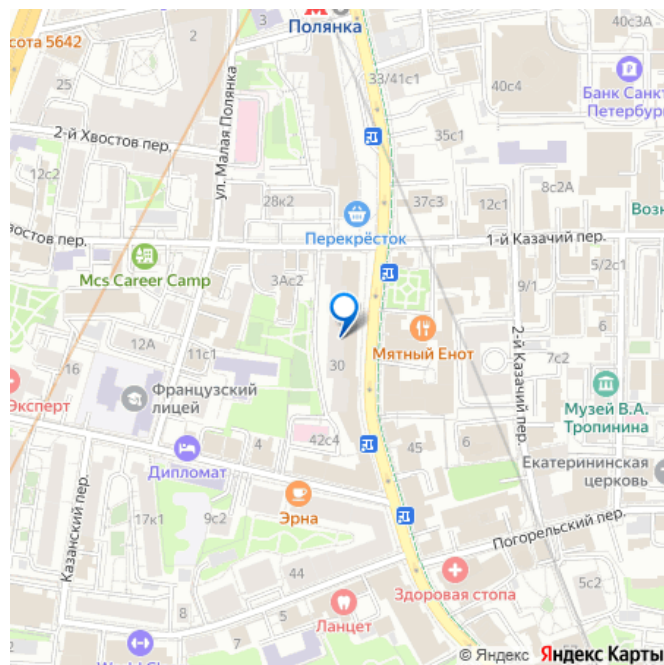 3
40с3А
Полянка
сота 5642
2
33/41с1
40с4
Банк Санкт
Петербург
25
ул. Малая Полянка
2-й Хвостов пер.
35с1
12с2
8с2А
28к2
37с3
12с1
Перекрёсток
1-й Казачий пер.
Mcs Career Camp
3Ас2
5/2с1
9/1
6
12А
11с1
Мятный Енот
2-й Казачий пер.
7с2
16
30
Эксперт
Французский
лицей
Музей В.А.
Тропинина
42с4
4
45
6
Дипломат
Екатерининская
церковь
Казанский пер.
17к1
9с2
Эрна
Погорельский пер.
44
Здоровая стопа
5с2
8
7
5
Ланцет
© Яндекс Яндекс Карты